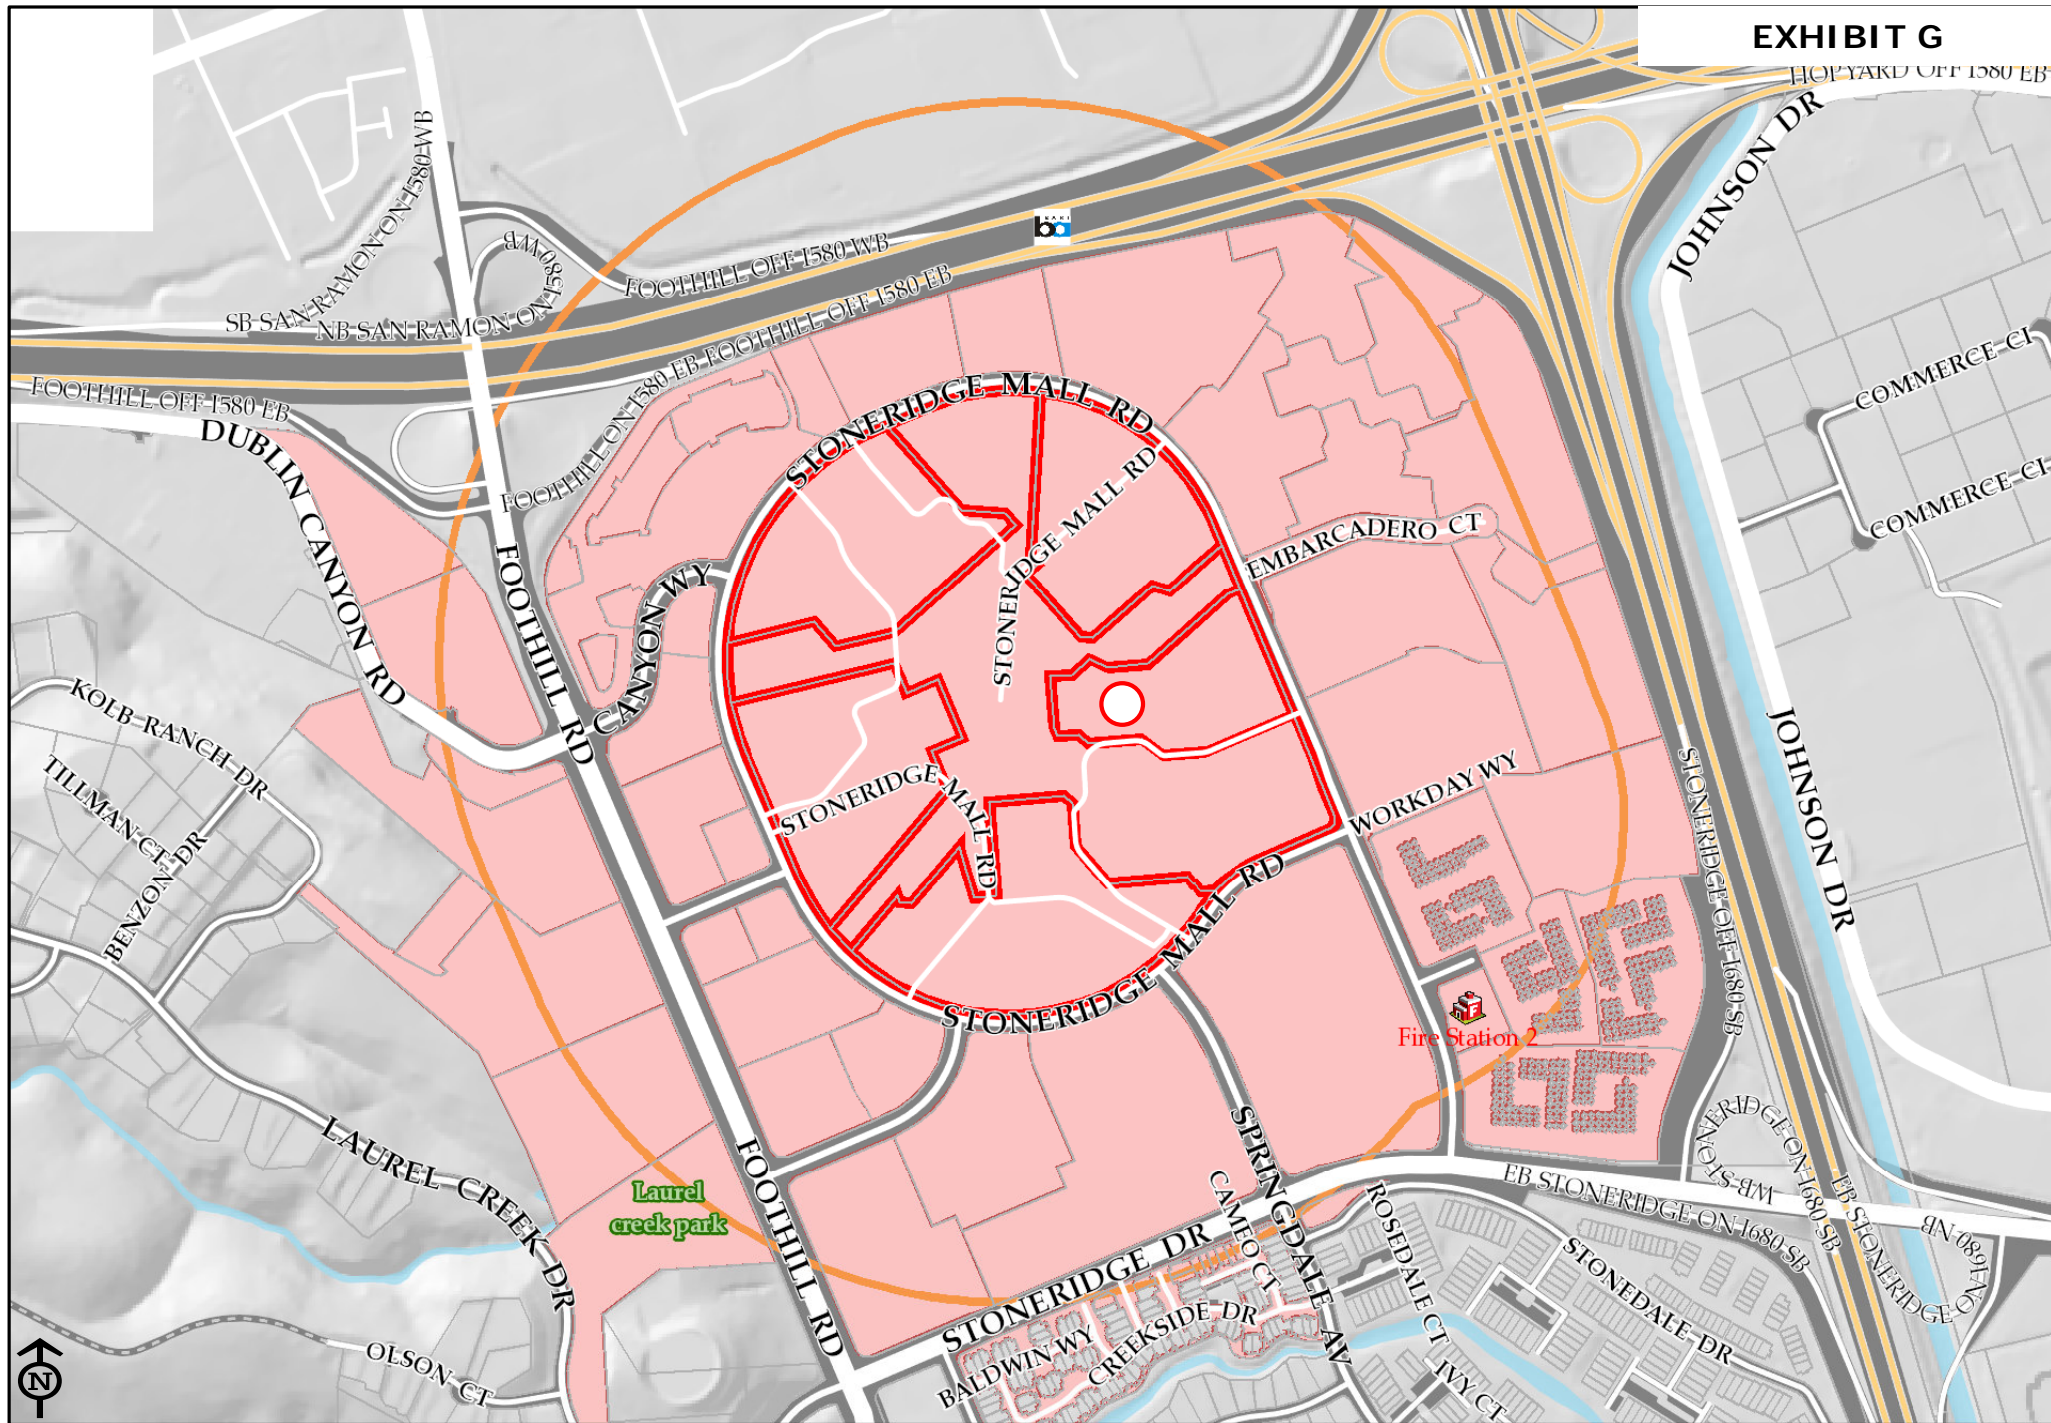 EXHIBIT G
HOPYARD OFF I580 EB
JOHNSON DR
SB SAN RAMON ON I580 WB
NB SAN RAMON ON I580 WB
FOOTHILL OFF I580 WB
BART
ba
FOOTHILL ON I580 EB FOOTHILL OFF I580 EB
FOOTHILL OFF I580 EB
DUBLIN CANYON RD
STONERIDGE MALL RD
COMMERCE CI
COMMERCE CI
STONERIDGE MALL RD
EMBARCADERO CT
FOOTHILL RD
CANYON WY
KOLB RANCH DR
TILLMAN CT
BENZON DR
STONERIDGE MALL RD
WORKDAY WY
STONERIDGE OFF I680 SB
JOHNSON DR
STONERIDGE MALL RD
Fire Station 2
LAUREL CREEK DR
Laurel
creek park
FOOTHILL RD
SPRINGDALE AV
CAMEO CT
ROSEDALE CT
EB STONERIDGE ON I680 SB
WB STONERIDGE ON I680 SB
EB STONERIDGE ON I680 NB
STONEDALE DR
STONERIDGE DR
BALDWIN WY
CREEKSIDE DR
IVY CT
OLSON CT
N